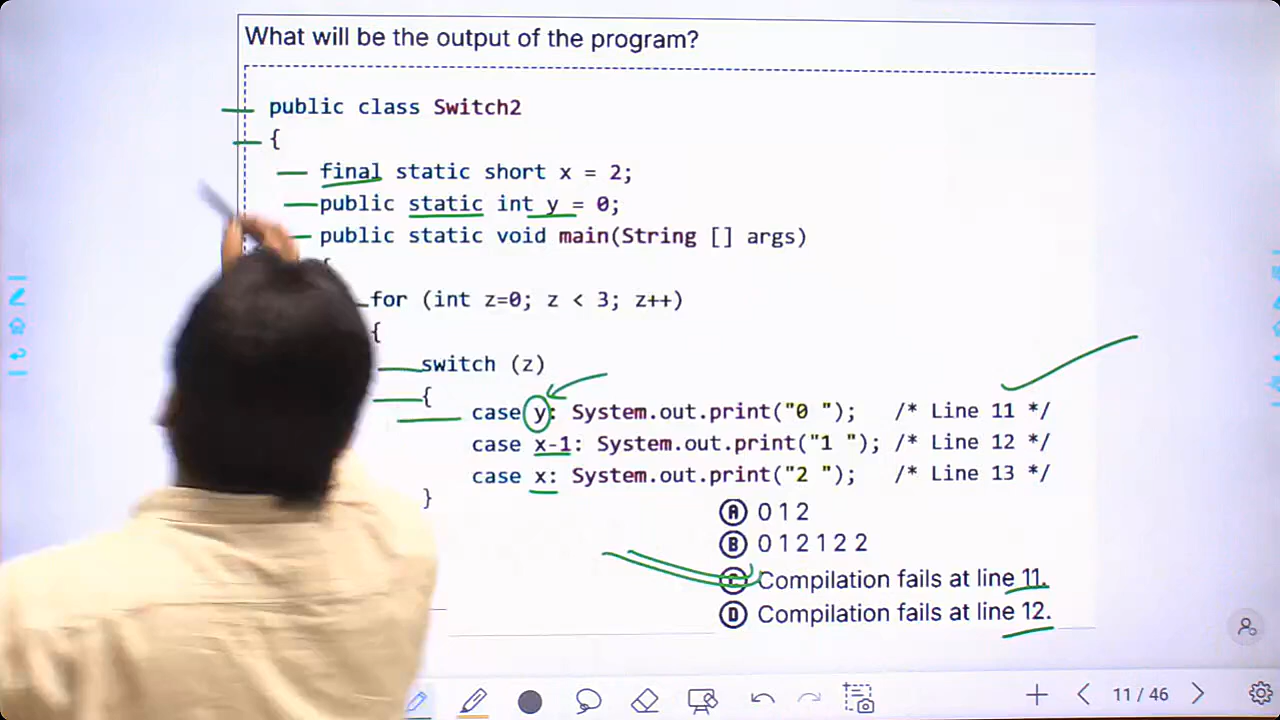 What will be the output of the program?
public class Switch2
{
final static short x = 2;
public static int y = 0;
public static void main(String [] args)
{
for (int z=0; z < 3; z++)
{
switch (z)
{
case y: System.out.print("0 "); /* Line 11 */
case x-1: System.out.print("1 "); /* Line 12 */
case x: System.out.print("2 "); /* Line 13 */
}
A 0 1 2
B 0 1 2 1 2 2
C Compilation fails at line 11.
D Compilation fails at line 12.
11 / 46